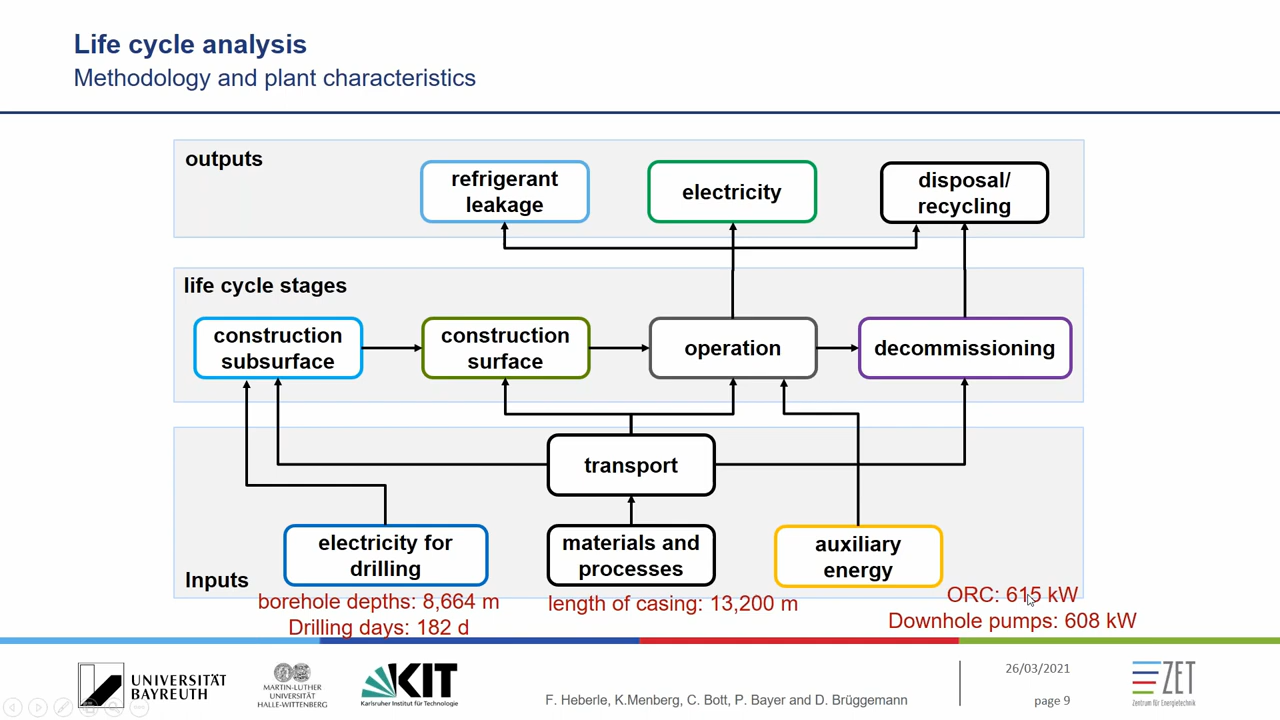 Life cycle analysis
Methodology and plant characteristics
outputs
refrigerant
leakage
electricity
disposal/
recycling
life cycle stages
construction
subsurface
construction
surface
operation
decommissioning
transport
electricity for
drilling
materials and
processes
auxiliary
energy
Inputs
borehole depths: 8,664 m
Drilling days: 182 d
length of casing: 13,200 m
ORC: 615 kW
Downhole pumps: 608 kW
UNIVERSITÄT
BAYREUTH
MARTIN-LUTHER
UNIVERSITÄT
HALLE-WITTENBERG
KIT
Karlsruher Institut für Technologie
F. Heberle, K.Menberg, C. Bott, P. Bayer and D. Brüggemann
26/03/2021
page 9
ZET
Zentrum für Energietechnik